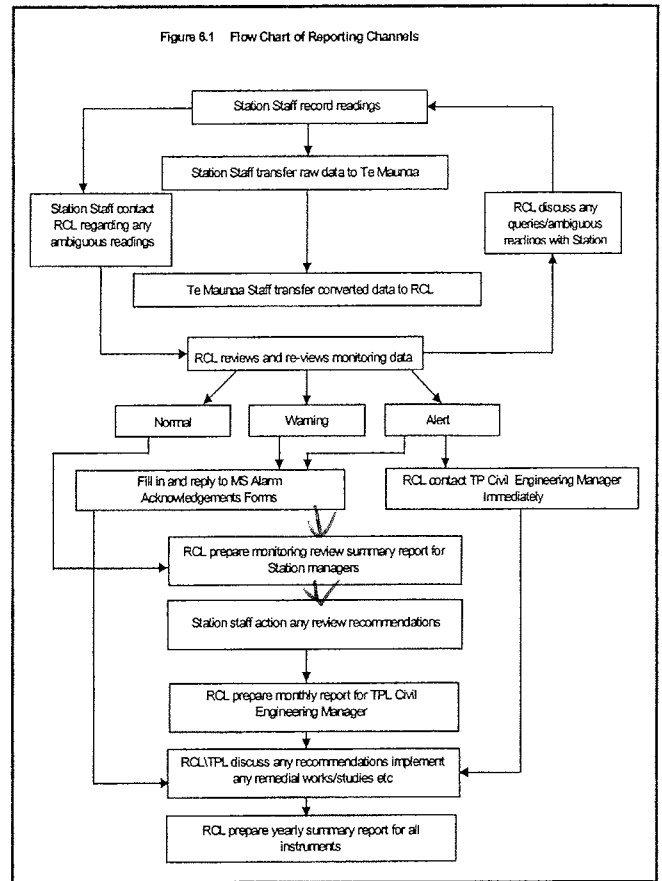 Figure 6.1 Flow Chart of Reporting Channels
Station Staff record readings
Station Staff transfer raw data to Te Maunga
Station Staff contact
RCL regarding any
ambiguous readings
RCL discuss any
queries/ambiguous
readings with Station
Te Maunga Staff transfer converted data to RCL
RCL reviews and re-views monitoring data
Normal
Warning
Alert
Fill in and reply to MS Alarm
Acknowledgements Forms
RCL contact TP Civil Engineering Manager
Immediately
RCL prepare monitoring review summary report for
Station managers
Station staff action any review recommendations
RCL prepare monthly report for TPL Civil
Engineering Manager
RCL\TPL discuss any recommendations implement
any remedial works/studies etc
RCL prepare yearly summary report for all
instruments